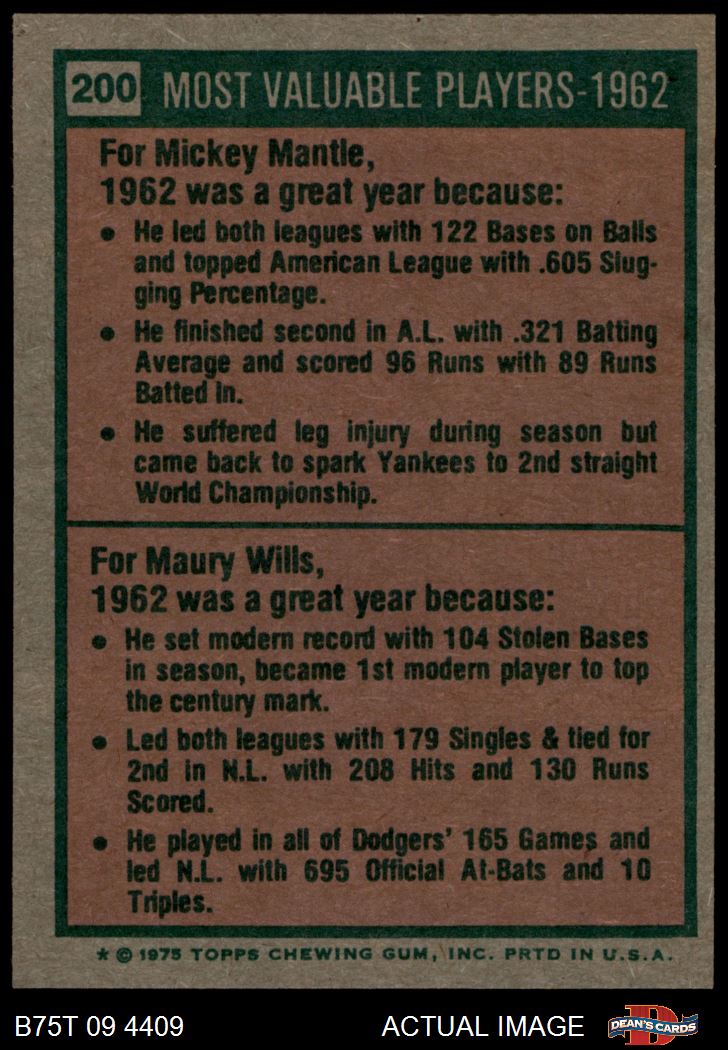 200 MOST VALUABLE PLAYERS-1962
For Mickey Mantle,
1962 was a great year because:
• He led both leagues with 122 Bases on Balls
and topped American League with .605 Slug-
ging Percentage.
• He finished second in A.L. with .321 Batting
Average and scored 96 Runs with 89 Runs
Batted In.
• He suffered leg injury during season but
came back to spark Yankees to 2nd straight
World Championship.
For Maury Wills,
1962 was a great year because:
• He set modern record with 104 Stolen Bases
in season, became 1st modern player to top
the century mark.
• Led both leagues with 179 Singles & tied for
2nd in N.L. with 208 Hits and 130 Runs
Scored.
• He played in all of Dodgers' 165 Games and
led N.L. with 695 Official At-Bats and 10
Triples.
* © 1975 TOPPS CHEWING GUM, INC. PRTD IN U.S.A.
B75T 09 4409 ACTUAL IMAGE D DEAN'S CARDS